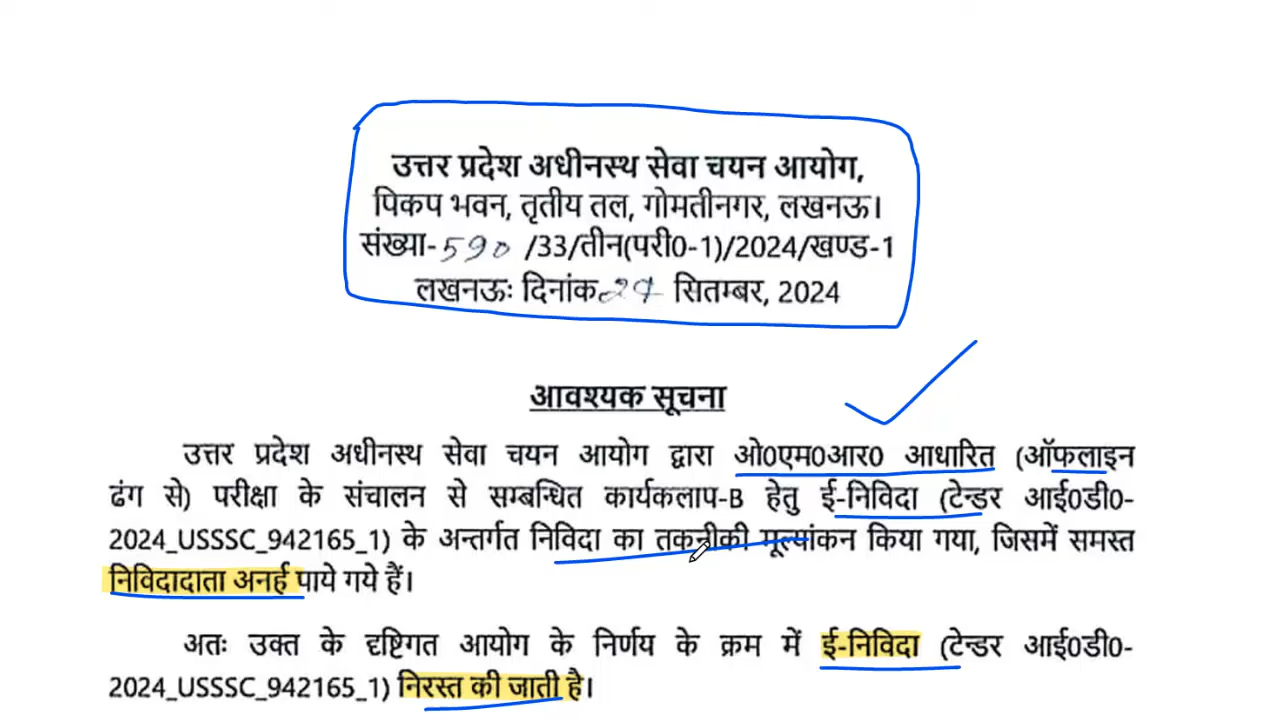 उत्तर प्रदेश अधीनस्थ सेवा चयन आयोग,
पिकप भवन, तृतीय तल, गोमतीनगर, लखनऊ।
संख्या-590 /33/तीन(परी0-1)/2024/खण्ड-1
लखनऊः दिनांक 27 सितम्बर, 2024
आवश्यक सूचना
उत्तर प्रदेश अधीनस्थ सेवा चयन आयोग द्वारा ओ0एम0आर0 आधारित (ऑफलाइन
ढंग से) परीक्षा के संचालन से सम्बन्धित कार्यकलाप-B हेतु ई-निविदा (टेन्डर आई0डी0-
2024_USSSC_942165_1) के अन्तर्गत निविदा का तकनीकी मूल्यांकन किया गया, जिसमें समस्त
निविदादाता अनर्ह पाये गये हैं।
अतः उक्त के दृष्टिगत आयोग के निर्णय के क्रम में ई-निविदा (टेन्डर आई0डी0-
2024_USSSC_942165_1) निरस्त की जाती है।